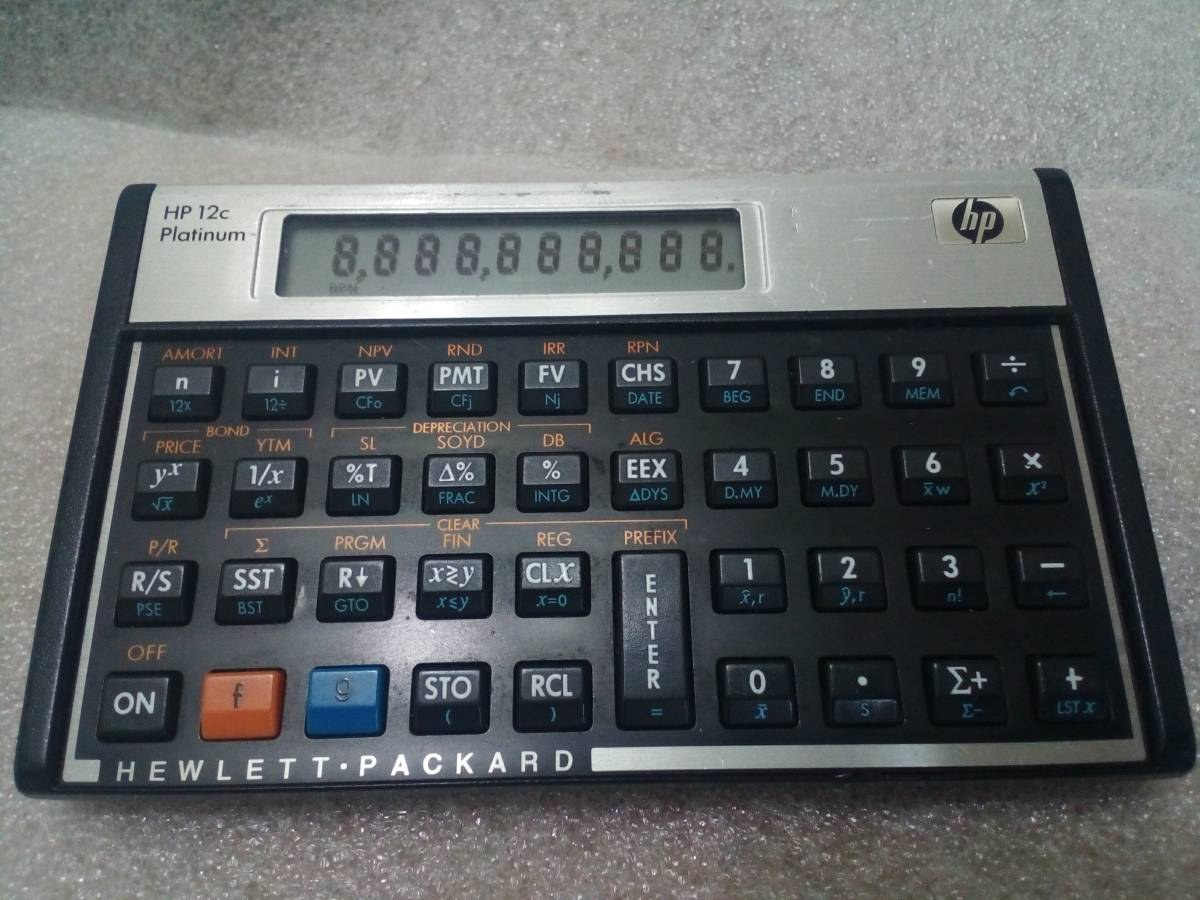 HP 12c
Platinum
hp
8,888,888,888.
RPN
AMORT INT NPV RND IRR RPN
n i PV PMT FV CHS 7 8 9 ÷
12x 12÷ CFo CFj Nj DATE BEG END MEM ↶
BOND DEPRECIATION
PRICE YTM SL SOYD DB ALG
yˣ 1/x %T Δ% % EEX 4 5 6 ×
√x eˣ LN FRAC INTG ΔDYS D.MY M.DY x̄w x²
CLEAR
P/R Σ PRGM FIN REG PREFIX
R/S SST R↓ x≷y CLx ENTER 1 2 3 −
PSE BST GTO x≤y x=0 x̂,r ŷ,r n! ←
OFF
ON f g STO RCL 0 • Σ+ +
( ) = x̄ S Σ− LST x
HEWLETT·PACKARD